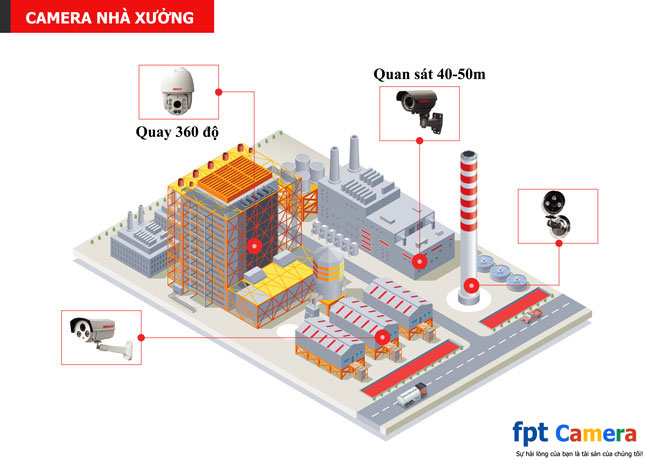 CAMERA NHÀ XƯỞNG
Quan sát 40-50m
Quay 360 độ
fpt Camera
Sự hài lòng của bạn là tài sản của chúng tôi!